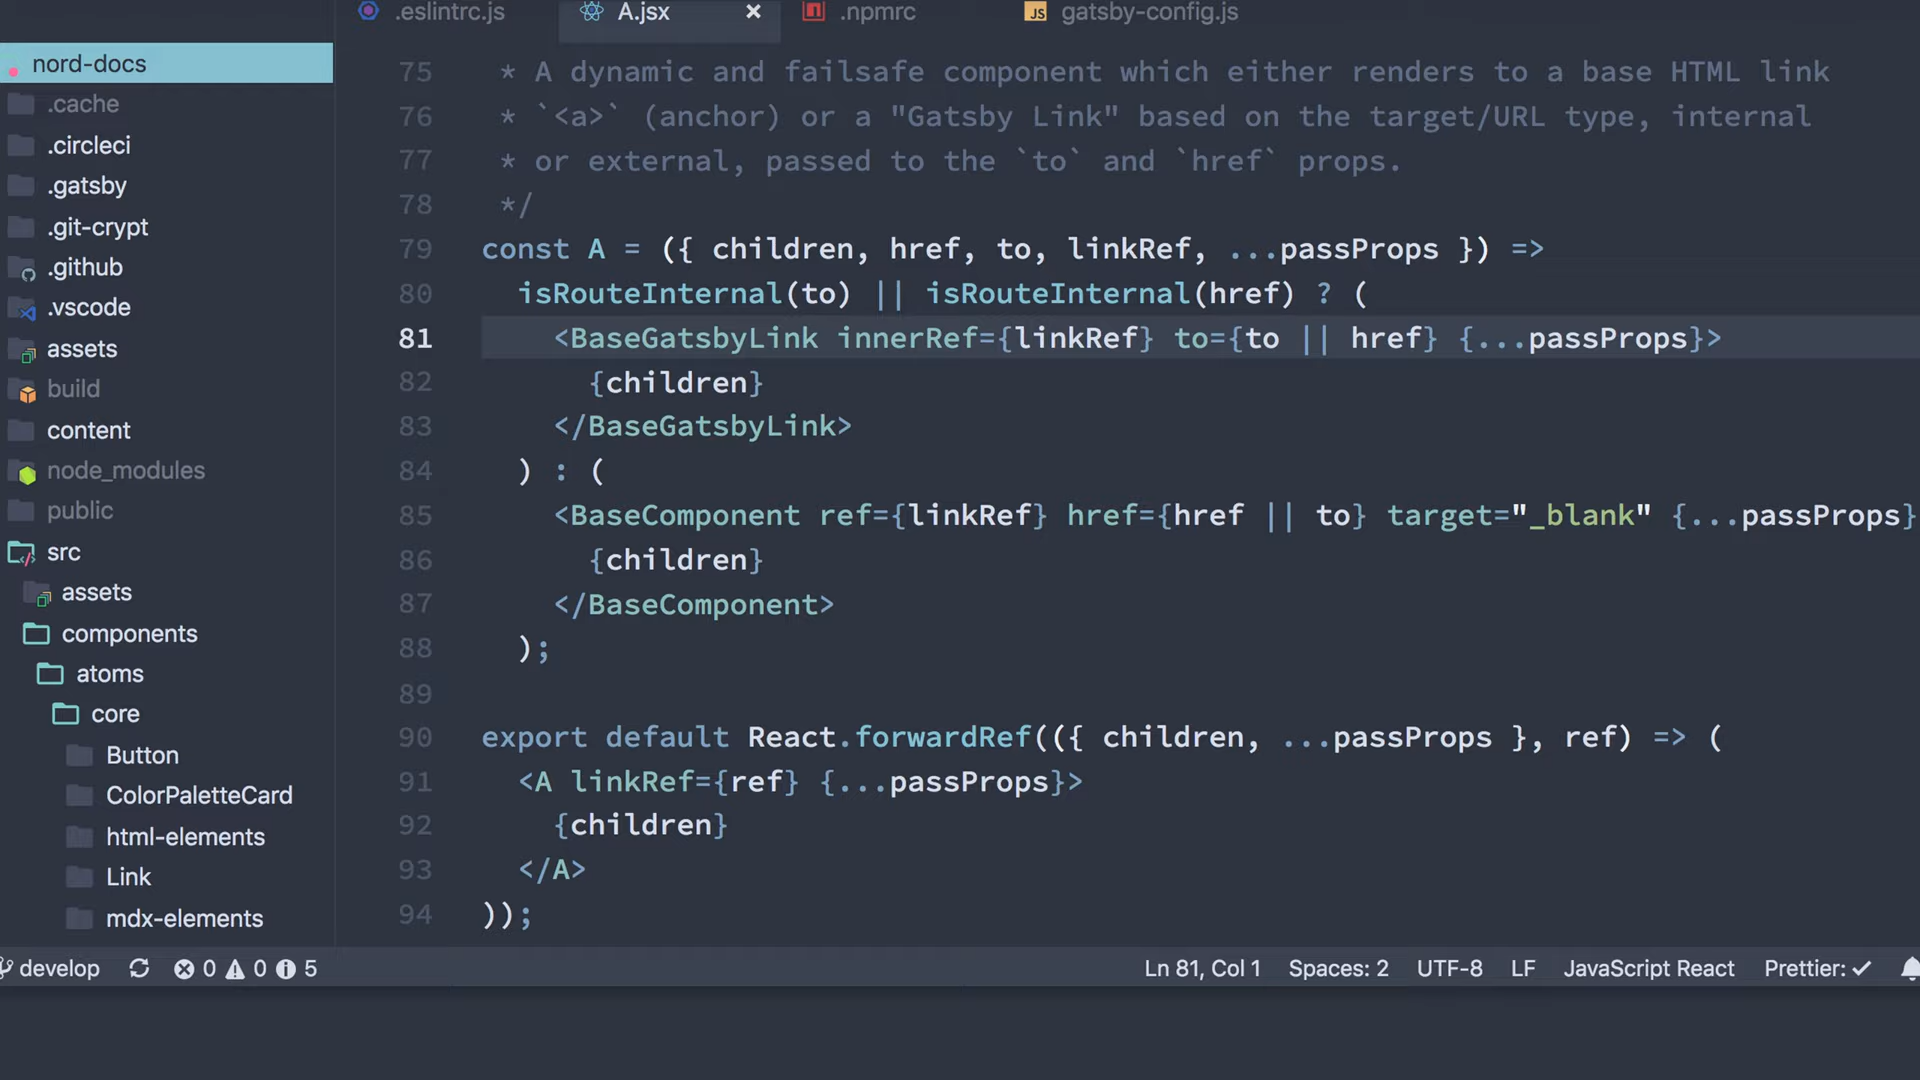 .eslintrc.js
A.jsx
.npmrc
JS gatsby-config.js
nord-docs
.cache
.circleci
.gatsby
.git-crypt
.github
.vscode
assets
build
content
node_modules
public
src
assets
components
atoms
core
Button
ColorPaletteCard
html-elements
Link
mdx-elements
75 * A dynamic and failsafe component which either renders to a base HTML link
76 * `<a>` (anchor) or a "Gatsby Link" based on the target/URL type, internal
77 * or external, passed to the `to` and `href` props.
78 */
79 const A = ({ children, href, to, linkRef, ...passProps }) =>
80 isRouteInternal(to) || isRouteInternal(href) ? (
81 <BaseGatsbyLink innerRef={linkRef} to={to || href} {...passProps}>
82 {children}
83 </BaseGatsbyLink>
84 ) : (
85 <BaseComponent ref={linkRef} href={href || to} target="_blank" {...passProps}
86 {children}
87 </BaseComponent>
88 );
89
90 export default React.forwardRef(({ children, ...passProps }, ref) => (
91 <A linkRef={ref} {...passProps}>
92 {children}
93 </A>
94 ));
develop 0 0 5
Ln 81, Col 1 Spaces: 2 UTF-8 LF JavaScript React Prettier: ✓